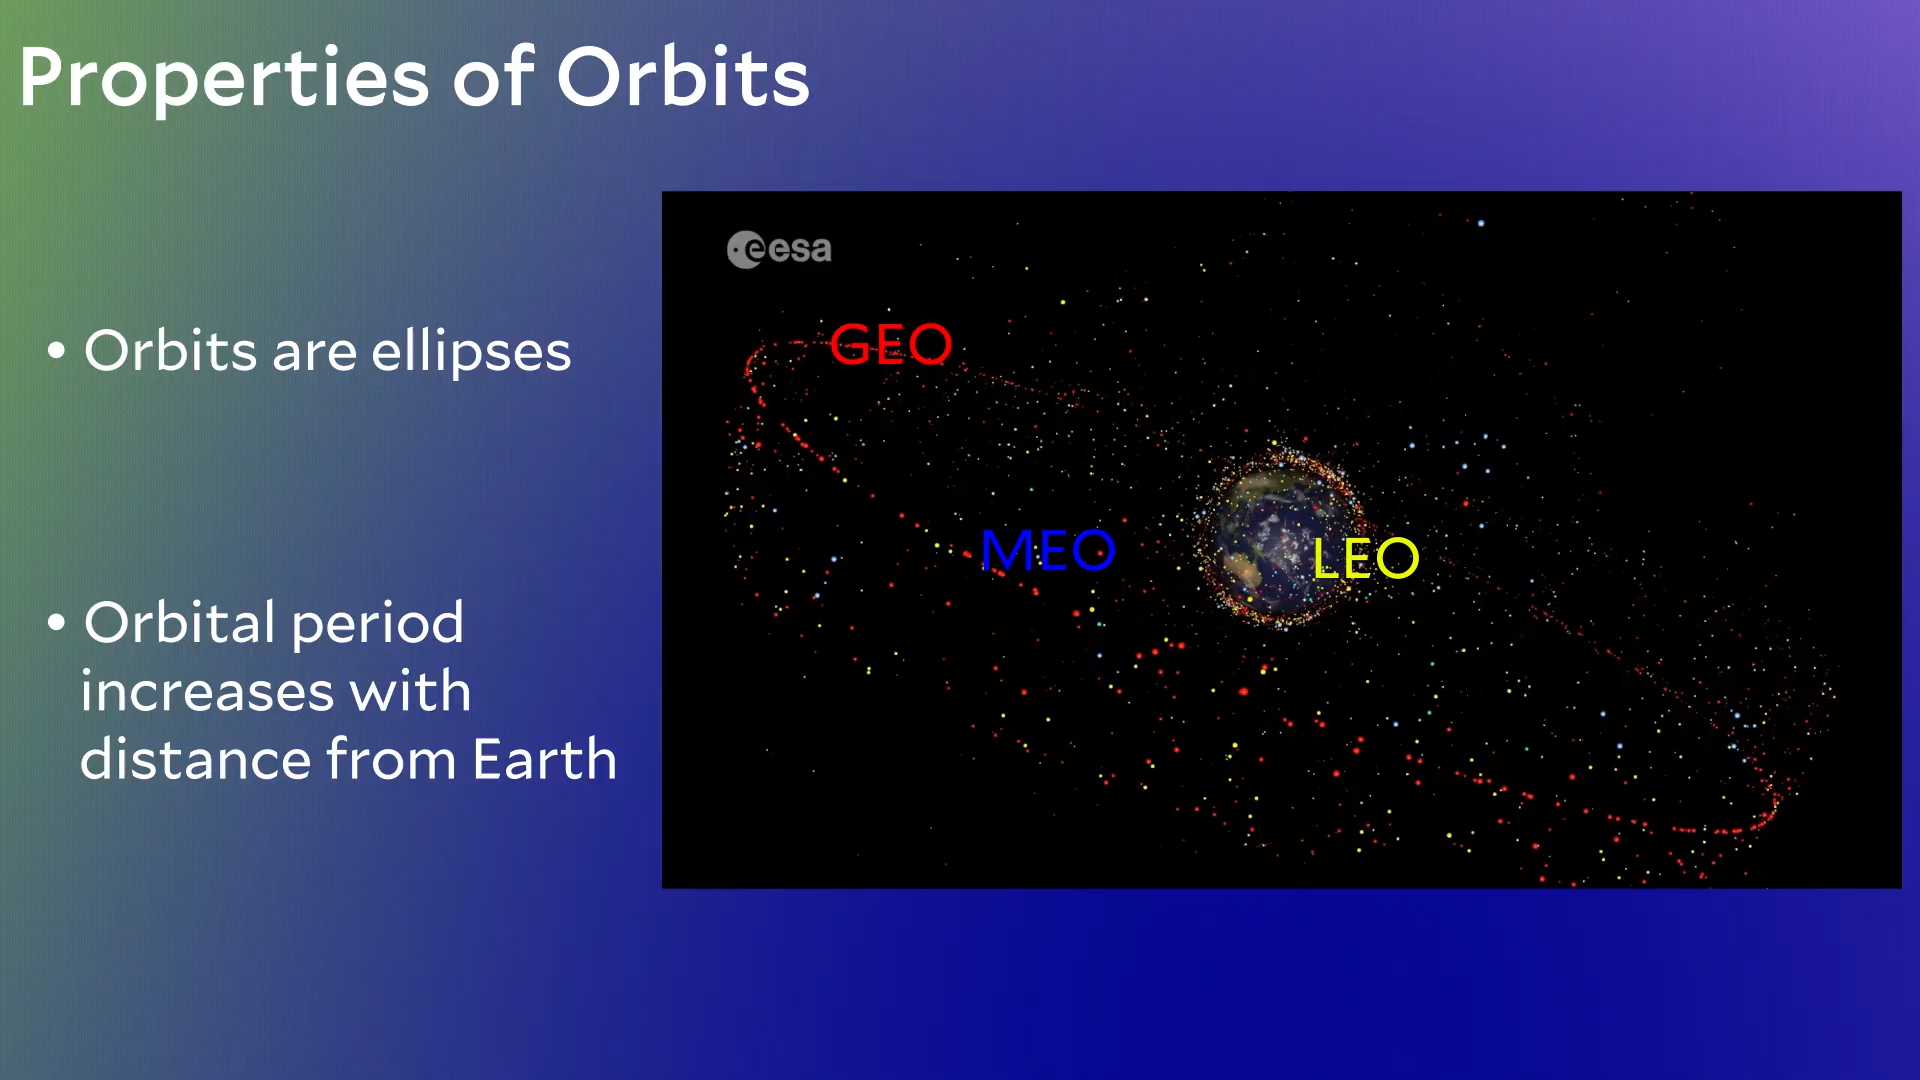 Properties of Orbits
• Orbits are ellipses
• Orbital period
increases with
distance from Earth
esa
GEO
MEO
LEO